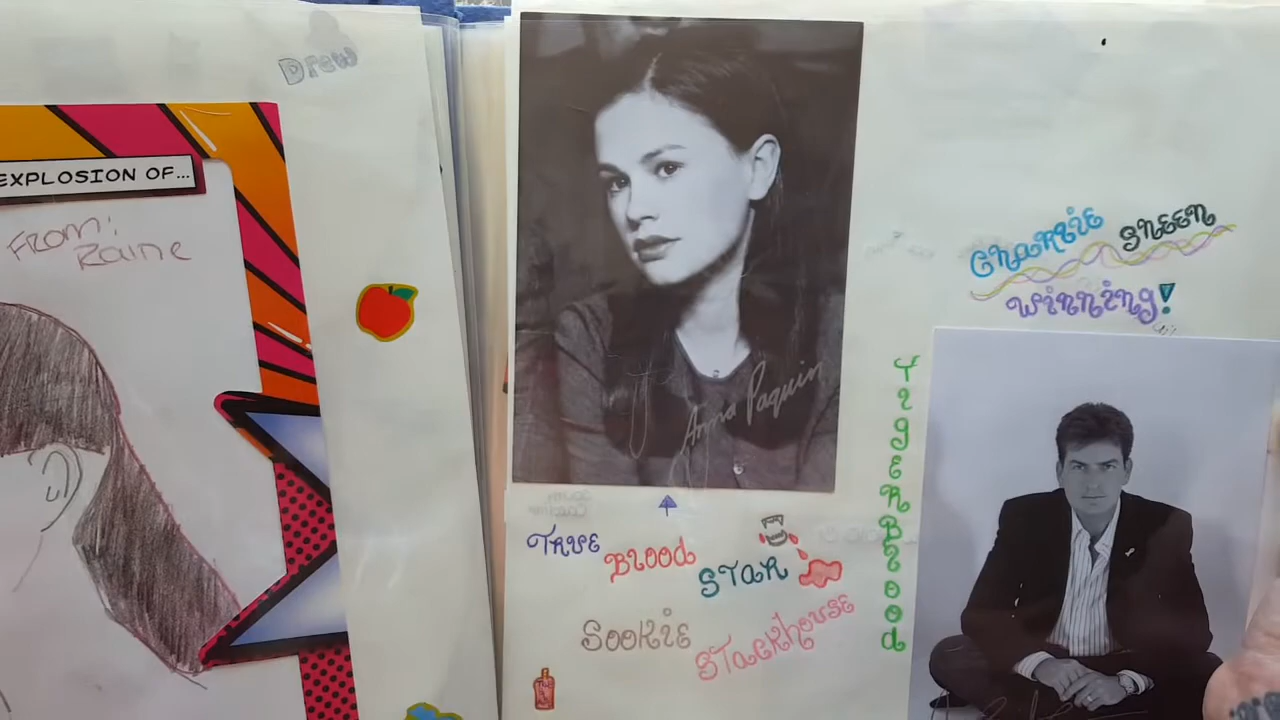 Drew
EXPLOSION OF...
From:
Raine
Anna Paquin
TRUE BLOOD STAR
SOOKIE STACKHOUSE
CHARLIE SHEEN
WINNING!
TIGERBLOOD